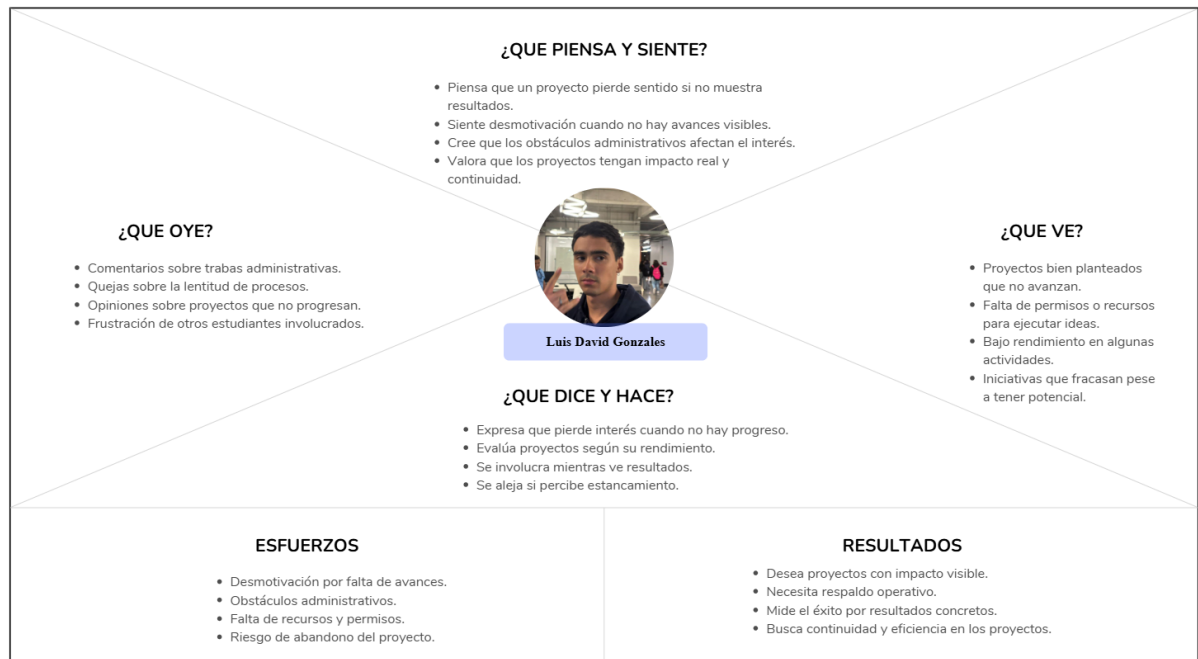 ¿QUE PIENSA Y SIENTE?
• Piensa que un proyecto pierde sentido si no muestra
resultados.
• Siente desmotivación cuando no hay avances visibles.
• Cree que los obstáculos administrativos afectan el interés.
• Valora que los proyectos tengan impacto real y
continuidad.
¿QUE OYE?
• Comentarios sobre trabas administrativas.
• Quejas sobre la lentitud de procesos.
• Opiniones sobre proyectos que no progresan.
• Frustración de otros estudiantes involucrados.
¿QUE VE?
• Proyectos bien planteados
que no avanzan.
• Falta de permisos o recursos
para ejecutar ideas.
• Bajo rendimiento en algunas
actividades.
• Iniciativas que fracasan pese
a tener potencial.
Luis David Gonzales
¿QUE DICE Y HACE?
• Expresa que pierde interés cuando no hay progreso.
• Evalúa proyectos según su rendimiento.
• Se involucra mientras ve resultados.
• Se aleja si percibe estancamiento.
ESFUERZOS
• Desmotivación por falta de avances.
• Obstáculos administrativos.
• Falta de recursos y permisos.
• Riesgo de abandono del proyecto.
RESULTADOS
• Desea proyectos con impacto visible.
• Necesita respaldo operativo.
• Mide el éxito por resultados concretos.
• Busca continuidad y eficiencia en los proyectos.